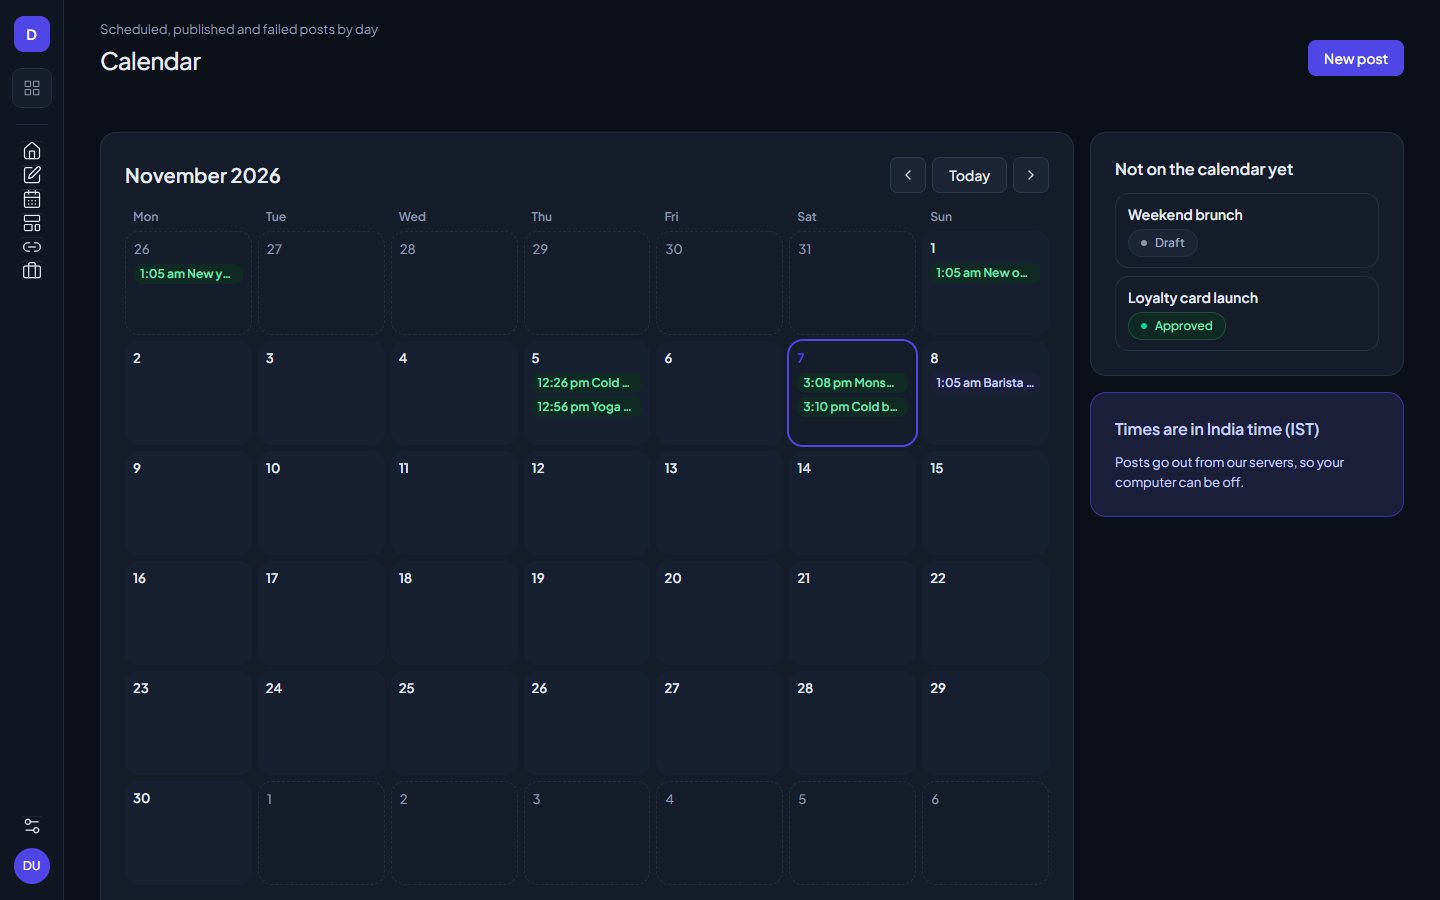 D
Scheduled, published and failed posts by day
Calendar
New post
November 2026
Today
Mon Tue Wed Thu Fri Sat Sun
26 27 28 29 30 31 1
1:05 am New y...
1:05 am New o...
2 3 4 5 6 7 8
12:26 pm Cold ...
12:56 pm Yoga ...
3:08 pm Mons...
3:10 pm Cold b...
1:05 am Barista ...
9 10 11 12 13 14 15
16 17 18 19 20 21 22
23 24 25 26 27 28 29
30 1 2 3 4 5 6
Not on the calendar yet
Weekend brunch
Draft
Loyalty card launch
Approved
Times are in India time (IST)
Posts go out from our servers, so your
computer can be off.
DU